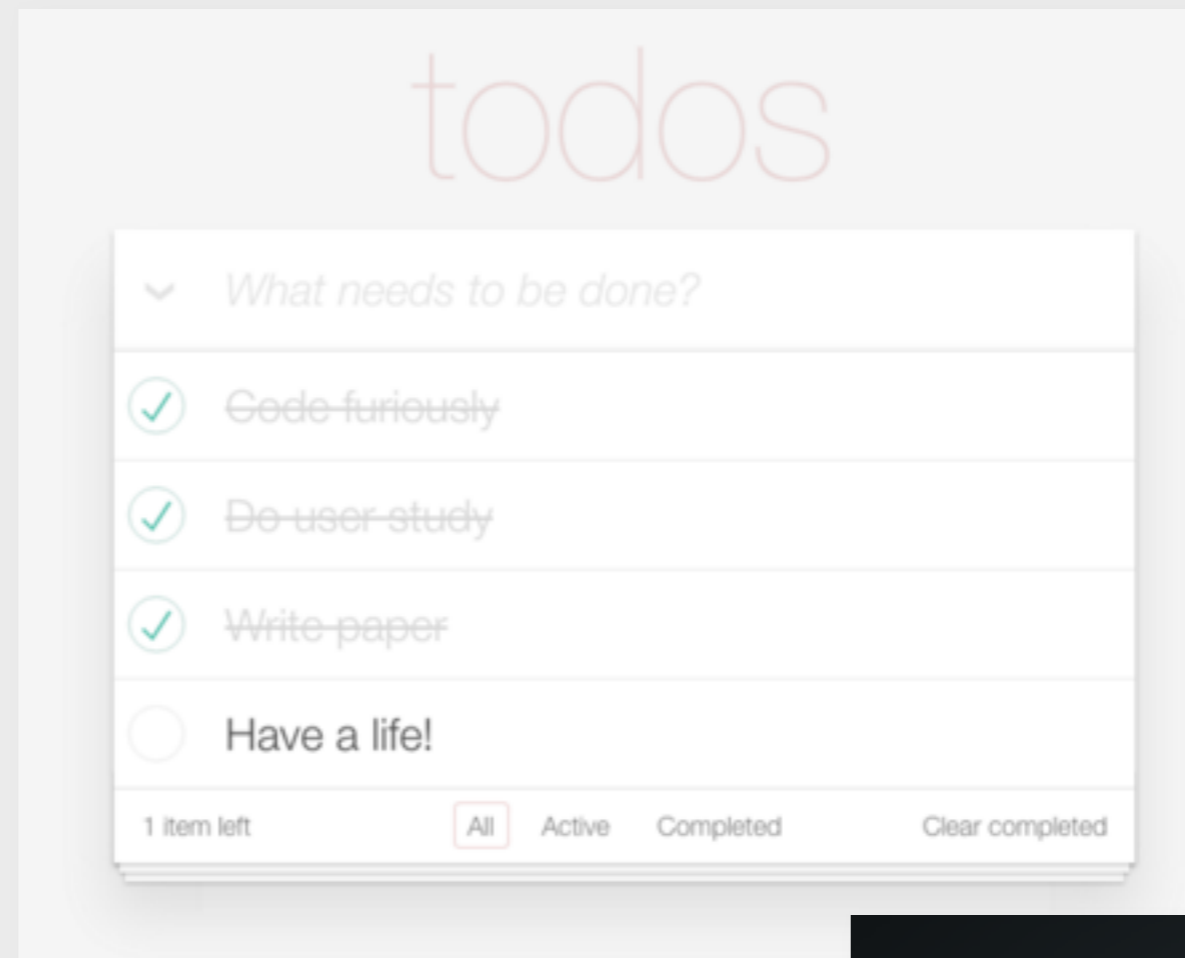 todos
What needs to be done?
Code furiously
Do user study
Write paper
Have a life!
1 item left All Active Completed Clear completed